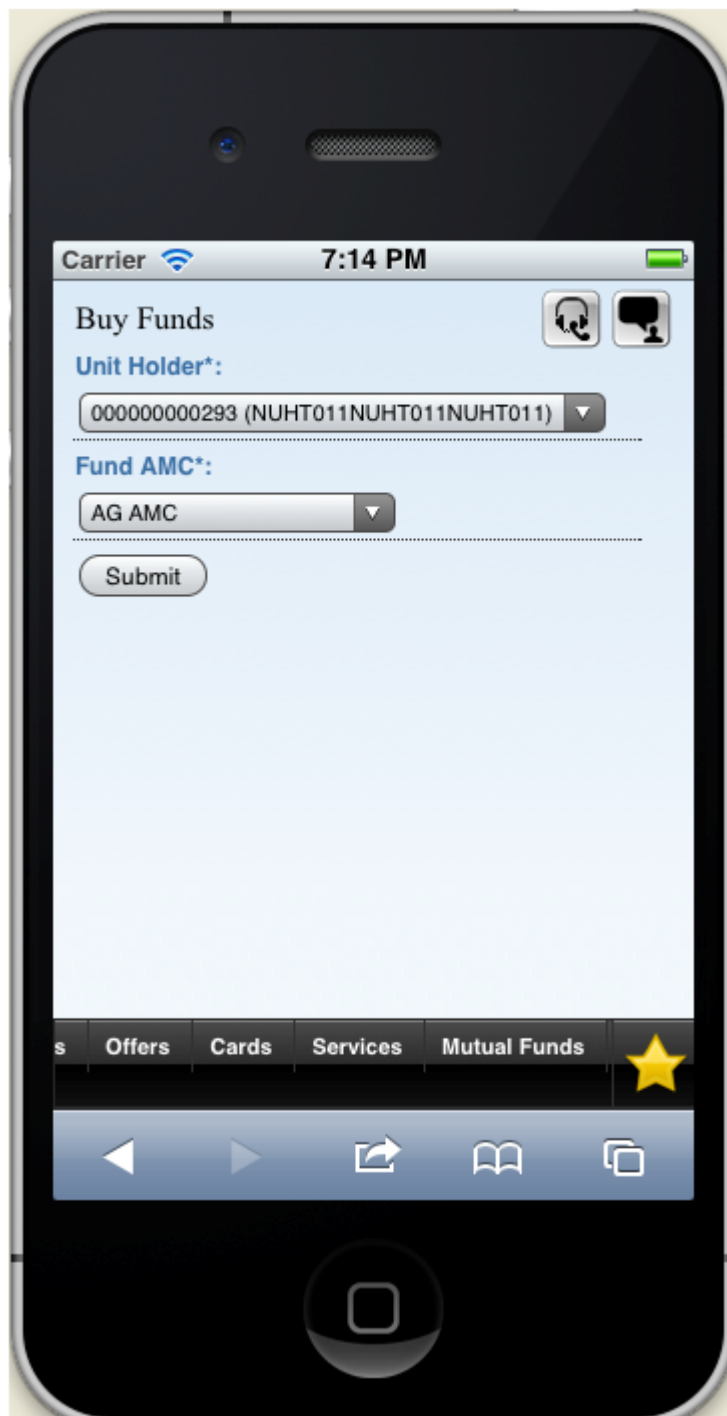 Carrier 7:14 PM
Buy Funds
Unit Holder*:
000000000293 (NUHT011NUHT011NUHT011)
Fund AMC*:
AG AMC
Submit
s Offers Cards Services Mutual Funds